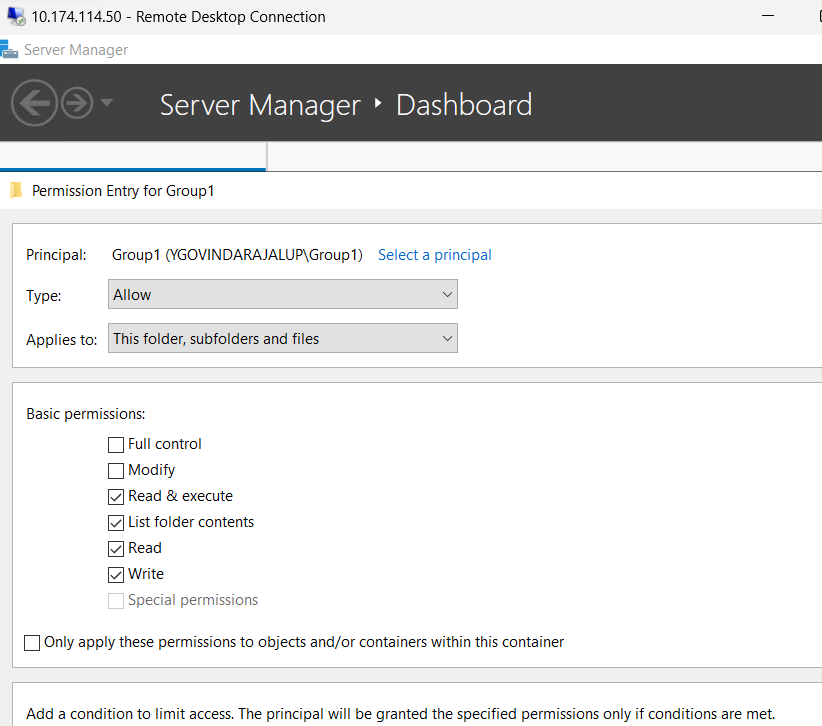 10.174.114.50 - Remote Desktop Connection
Server Manager
Server Manager ‣ Dashboard
Permission Entry for Group1
Principal: Group1 (YGOVINDARAJALUP\Group1) Select a principal
Type: Allow
Applies to: This folder, subfolders and files
Basic permissions:
Full control
Modify
Read & execute
List folder contents
Read
Write
Special permissions
Only apply these permissions to objects and/or containers within this container
Add a condition to limit access. The principal will be granted the specified permissions only if conditions are met.